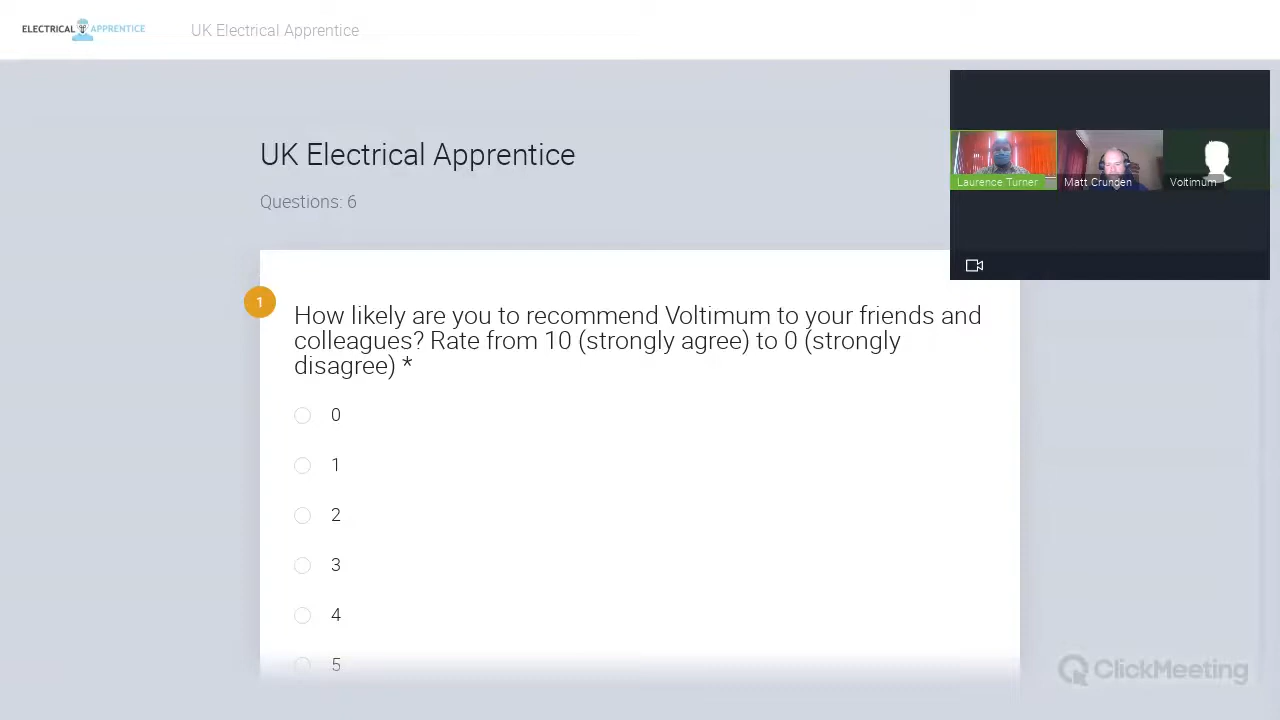 ELECTRICAL APPRENTICE
UK Electrical Apprentice
UK Electrical Apprentice
Questions: 6
Laurence Turner
Matt Crunden
Voltimum
1
How likely are you to recommend Voltimum to your friends and
colleagues? Rate from 10 (strongly agree) to 0 (strongly
disagree) *
0
1
2
3
4
5
ClickMeeting